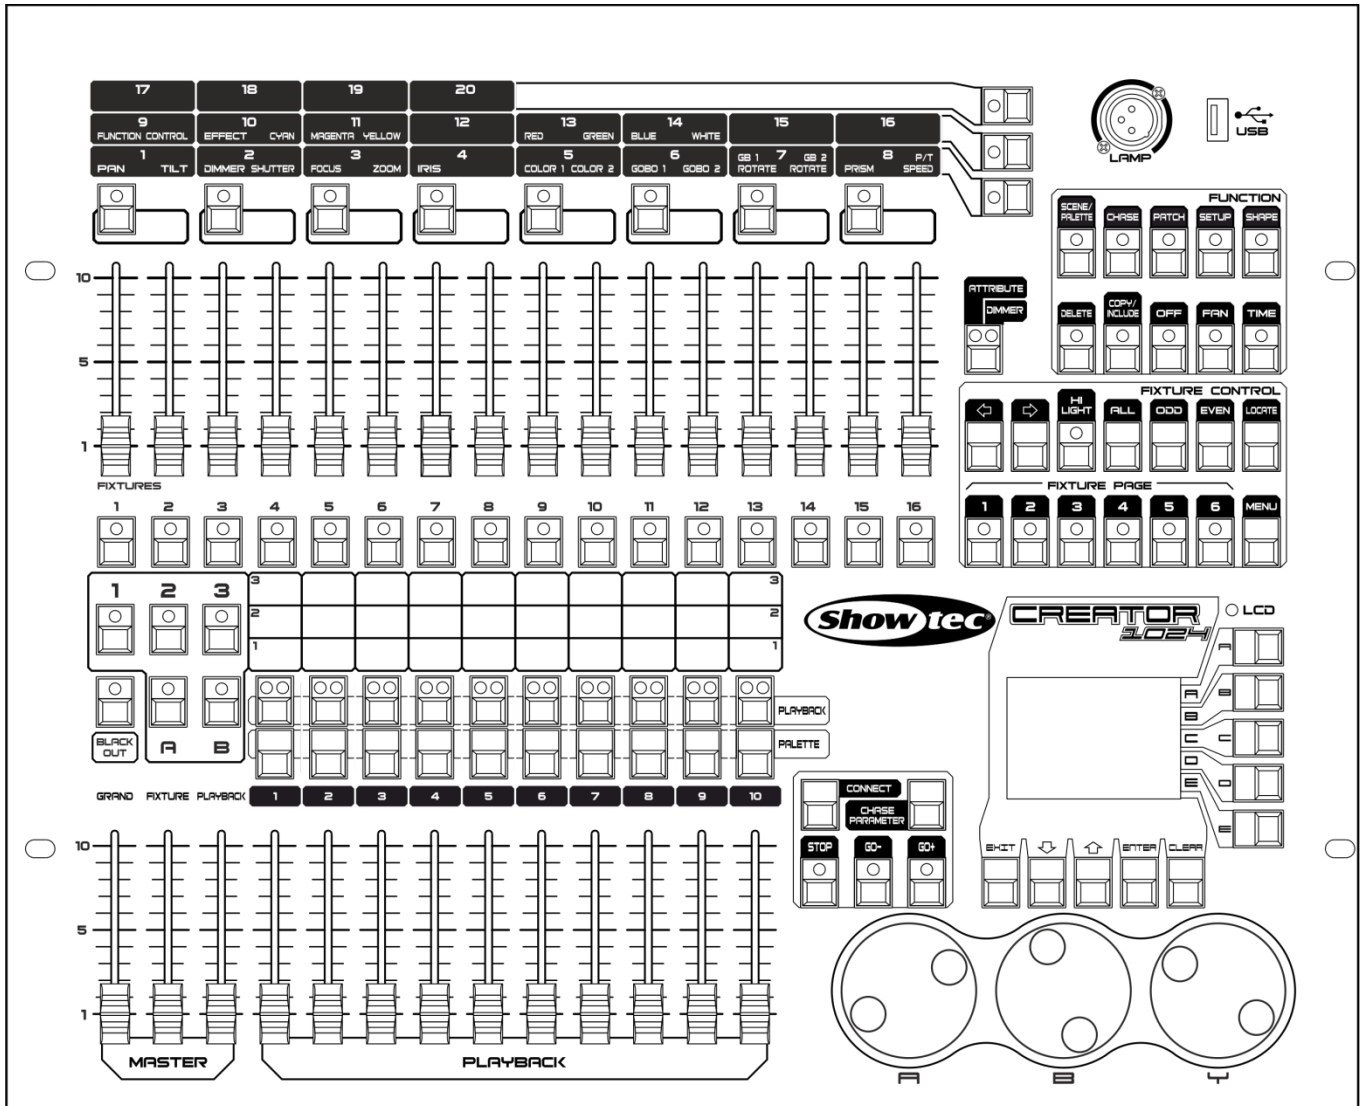 17 18 19 20
9 10 11 12 13 14 15 16
FUNCTION CONTROL EFFECT CYAN MAGENTA YELLOW RED GREEN BLUE WHITE
1 2 3 4 5 6 GB 1 7 GB 2 8 P/T
PAN TILT DIMMER SHUTTER FOCUS ZOOM IRIS COLOR 1 COLOR 2 GOBO 1 GOBO 2 ROTATE ROTATE PRISM SPEED
LAMP
USB
FUNCTION
SCENE/
PALETTE CHASE PATCH SETUP SHAPE
DELETE COPY/
INCLUDE OFF FAN TIME
ATTRIBUTE
DIMMER
10
5
1
FIXTURE CONTROL
HI
LIGHT ALL ODD EVEN LOCATE
FIXTURE PAGE
1 2 3 4 5 6 MENU
FIXTURES
1 2 3 4 5 6 7 8 9 10 11 12 13 14 15 16
1 2 3
3 3
2 2
1 1
BLACK
OUT
A B
PLAYBACK
PALETTE
GRAND FIXTURE PLAYBACK 1 2 3 4 5 6 7 8 9 10
Showtec®
CREATOR
1024
LCD
A
B
C
D
E
A
B
C
D
E
CONNECT
CHASE
PARAMETER
STOP GO- GO+
EXIT ENTER CLEAR
10
5
1
MASTER PLAYBACK
A B Y